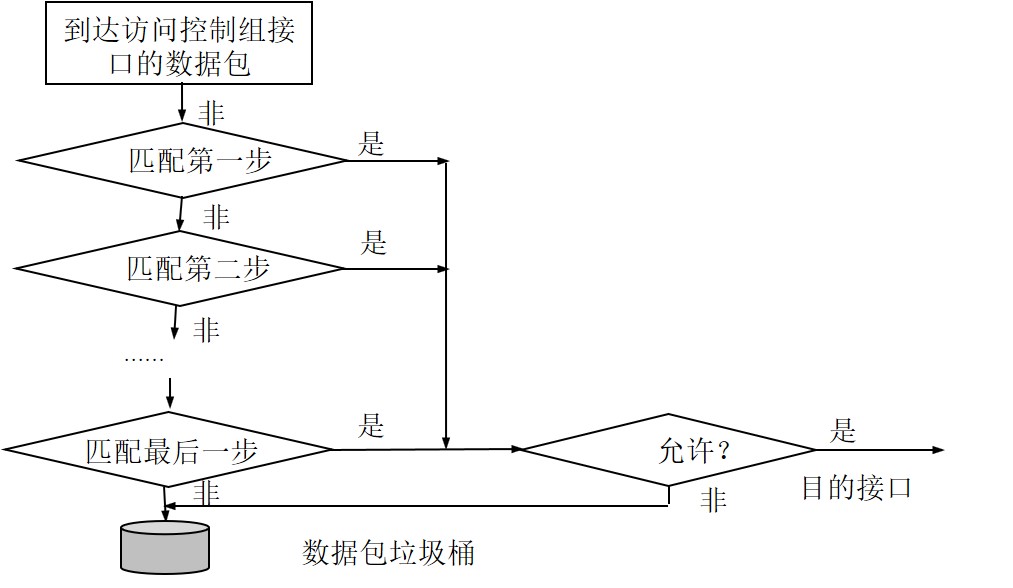 到达访问控制组接
口的数据包
非
匹配第一步
是
非
匹配第二步
是
非
……
匹配最后一步
是
允许？
是
目的接口
非
非
数据包垃圾桶